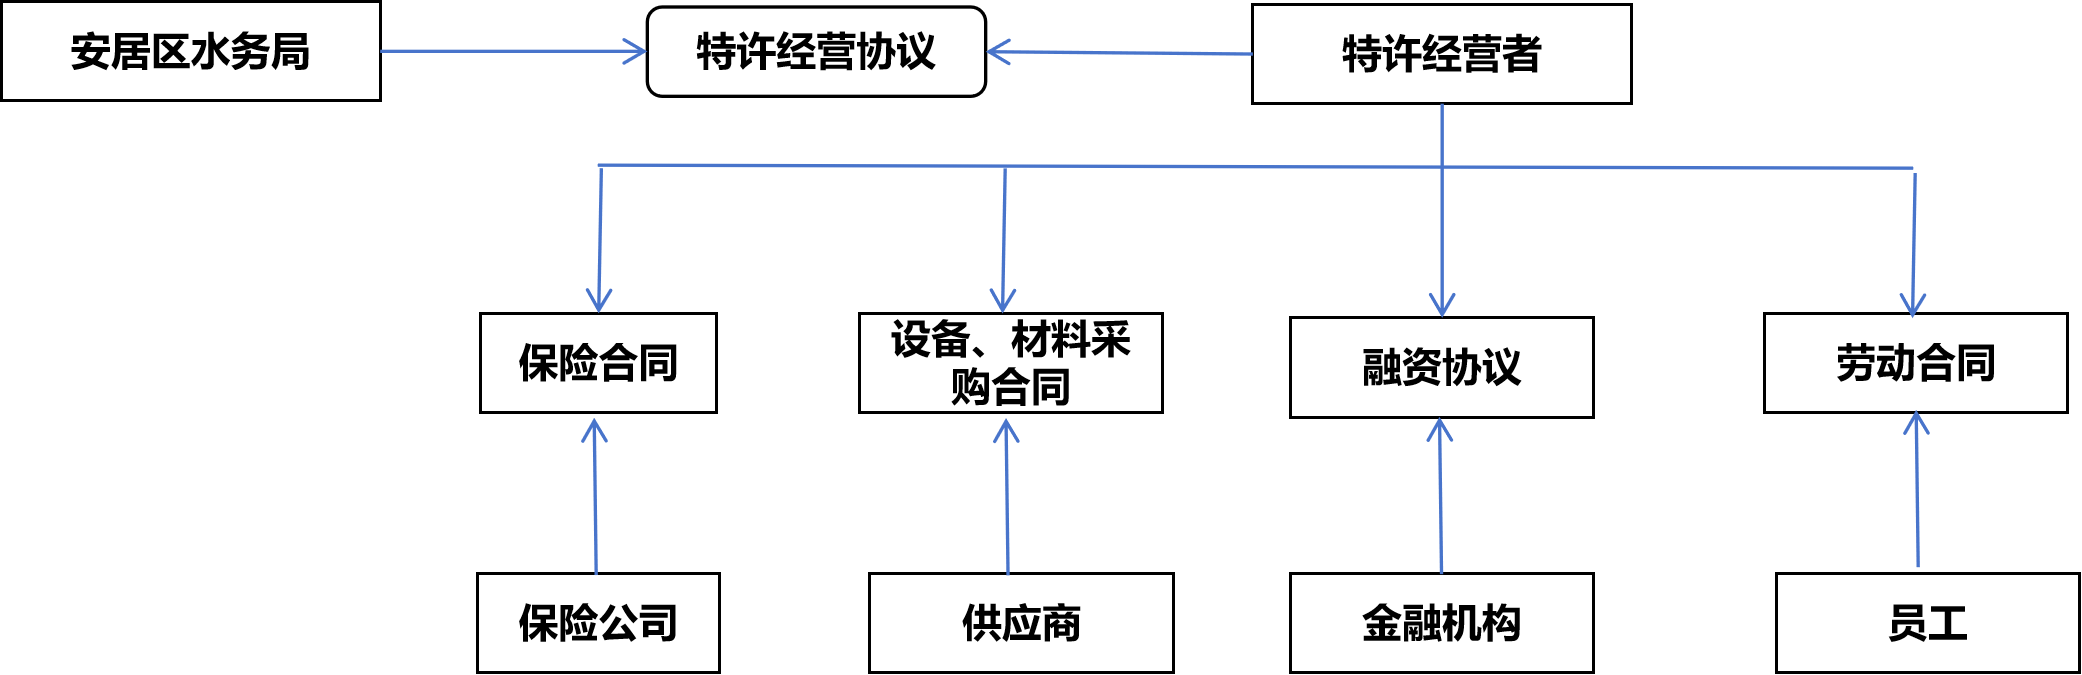 安居区水务局
特许经营协议
特许经营者
保险合同
设备、材料采
购合同
融资协议
劳动合同
保险公司
供应商
金融机构
员工